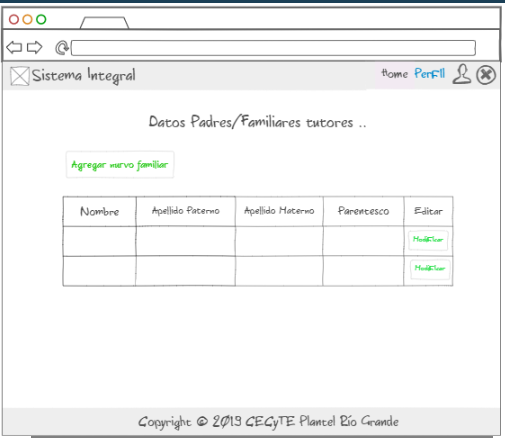 Sistema Integral
Home Perfil
Datos Padres/Familiares tutores ..
Agregar nuevo familiar
Nombre Apellido Paterno Apellido Materno Parentesco Editar
Modificar
Modificar
Copyright © 2019 CECyTE Plantel Río Grande